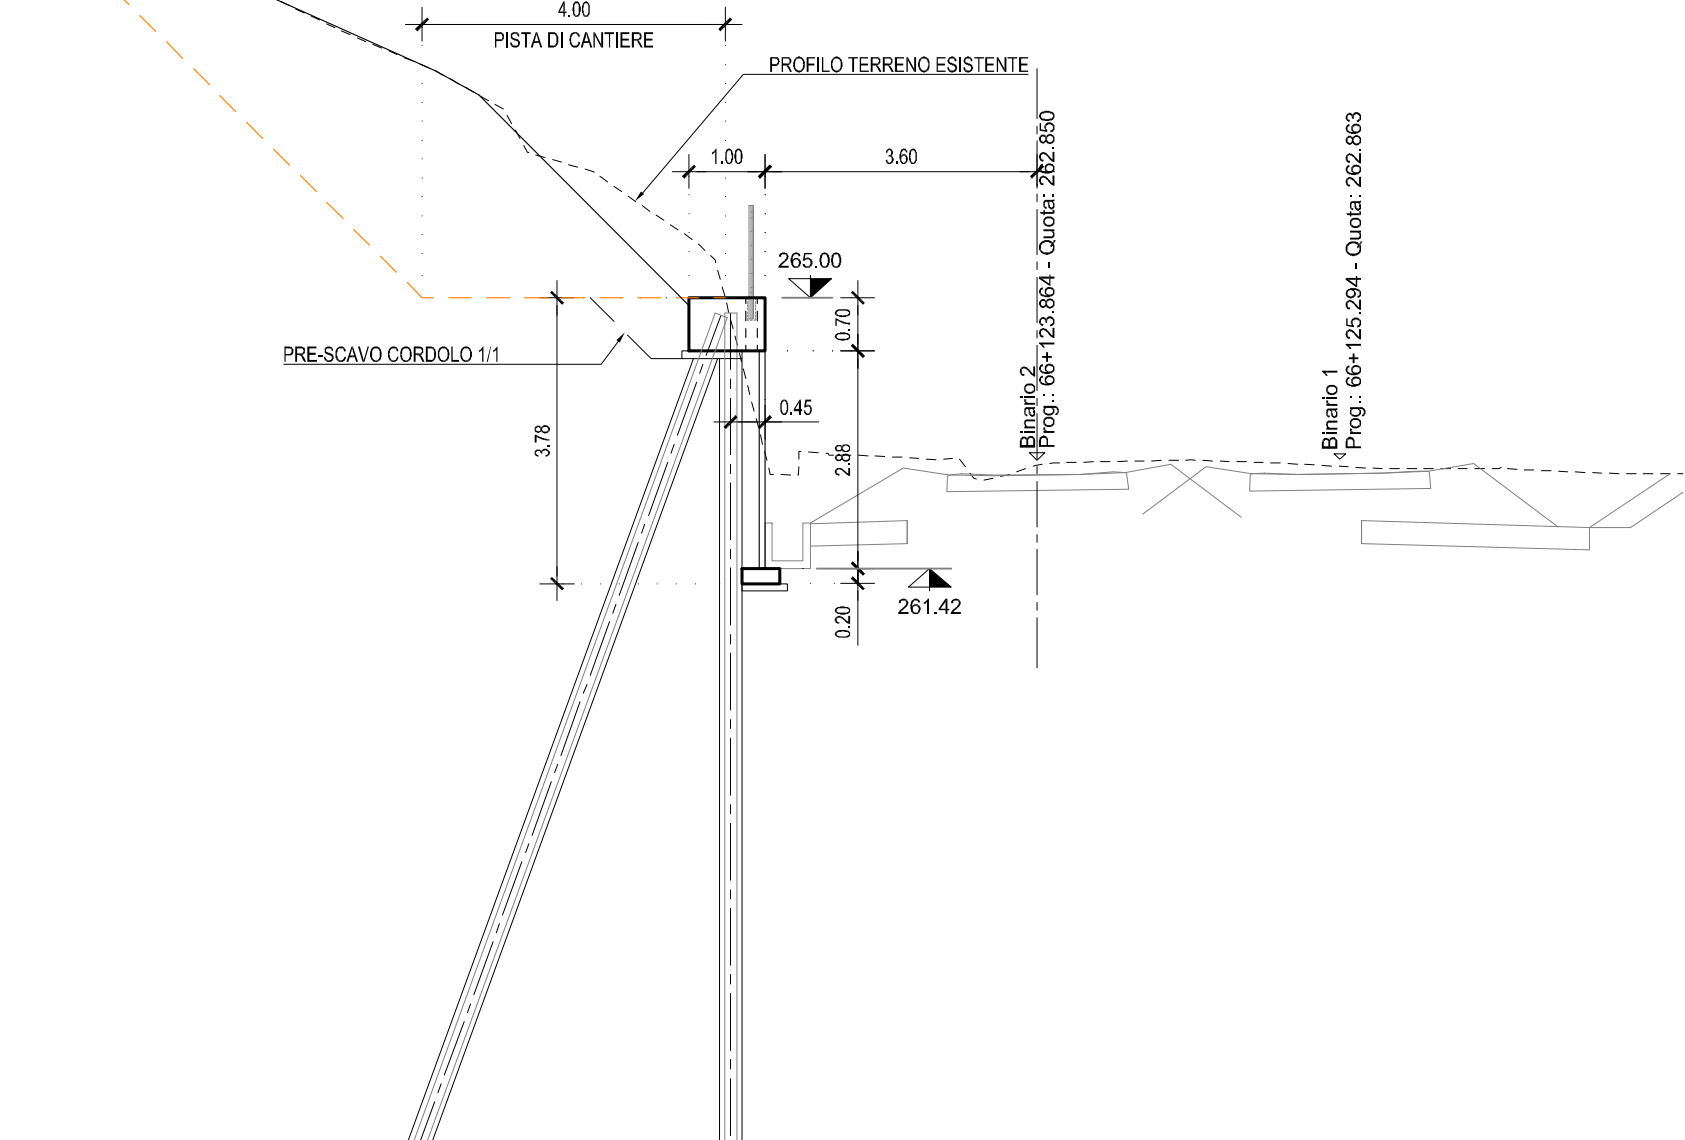 4.00
PISTA DI CANTIERE
PROFILO TERRENO ESISTENTE
1.00
3.60
265.00
0.70
PRE-SCAVO CORDOLO 1/1
0.45
3.78
2.88
Binario 2
Prog.: 66+123.864 - Quota: 262.850
Binario 1
Prog.: 66+125.294 - Quota: 262.863
261.42
0.20